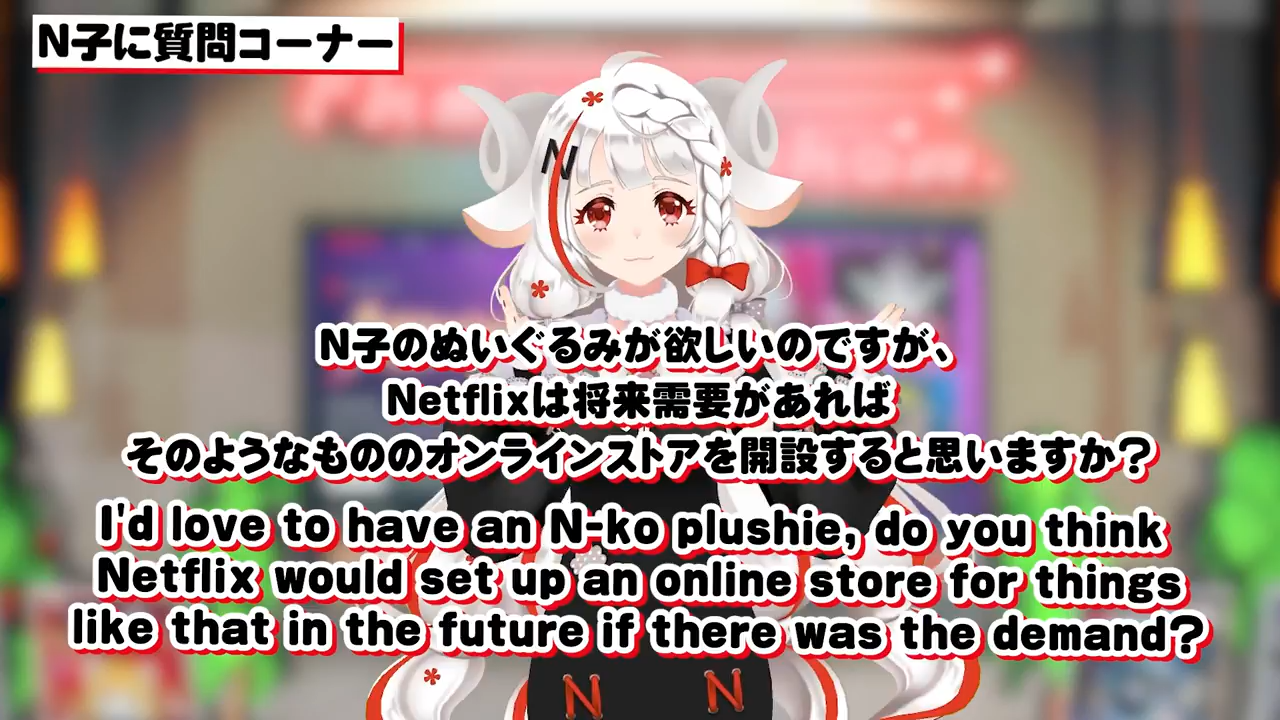 N子に質問コーナー
N
N子のぬいぐるみが欲しいのですが、
Netflixは将来需要があれば
そのようなもののオンラインストアを開設すると思いますか?
I'd love to have an N-ko plushie, do you think
Netflix would set up an online store for things
like that in the future if there was the demand?
N N